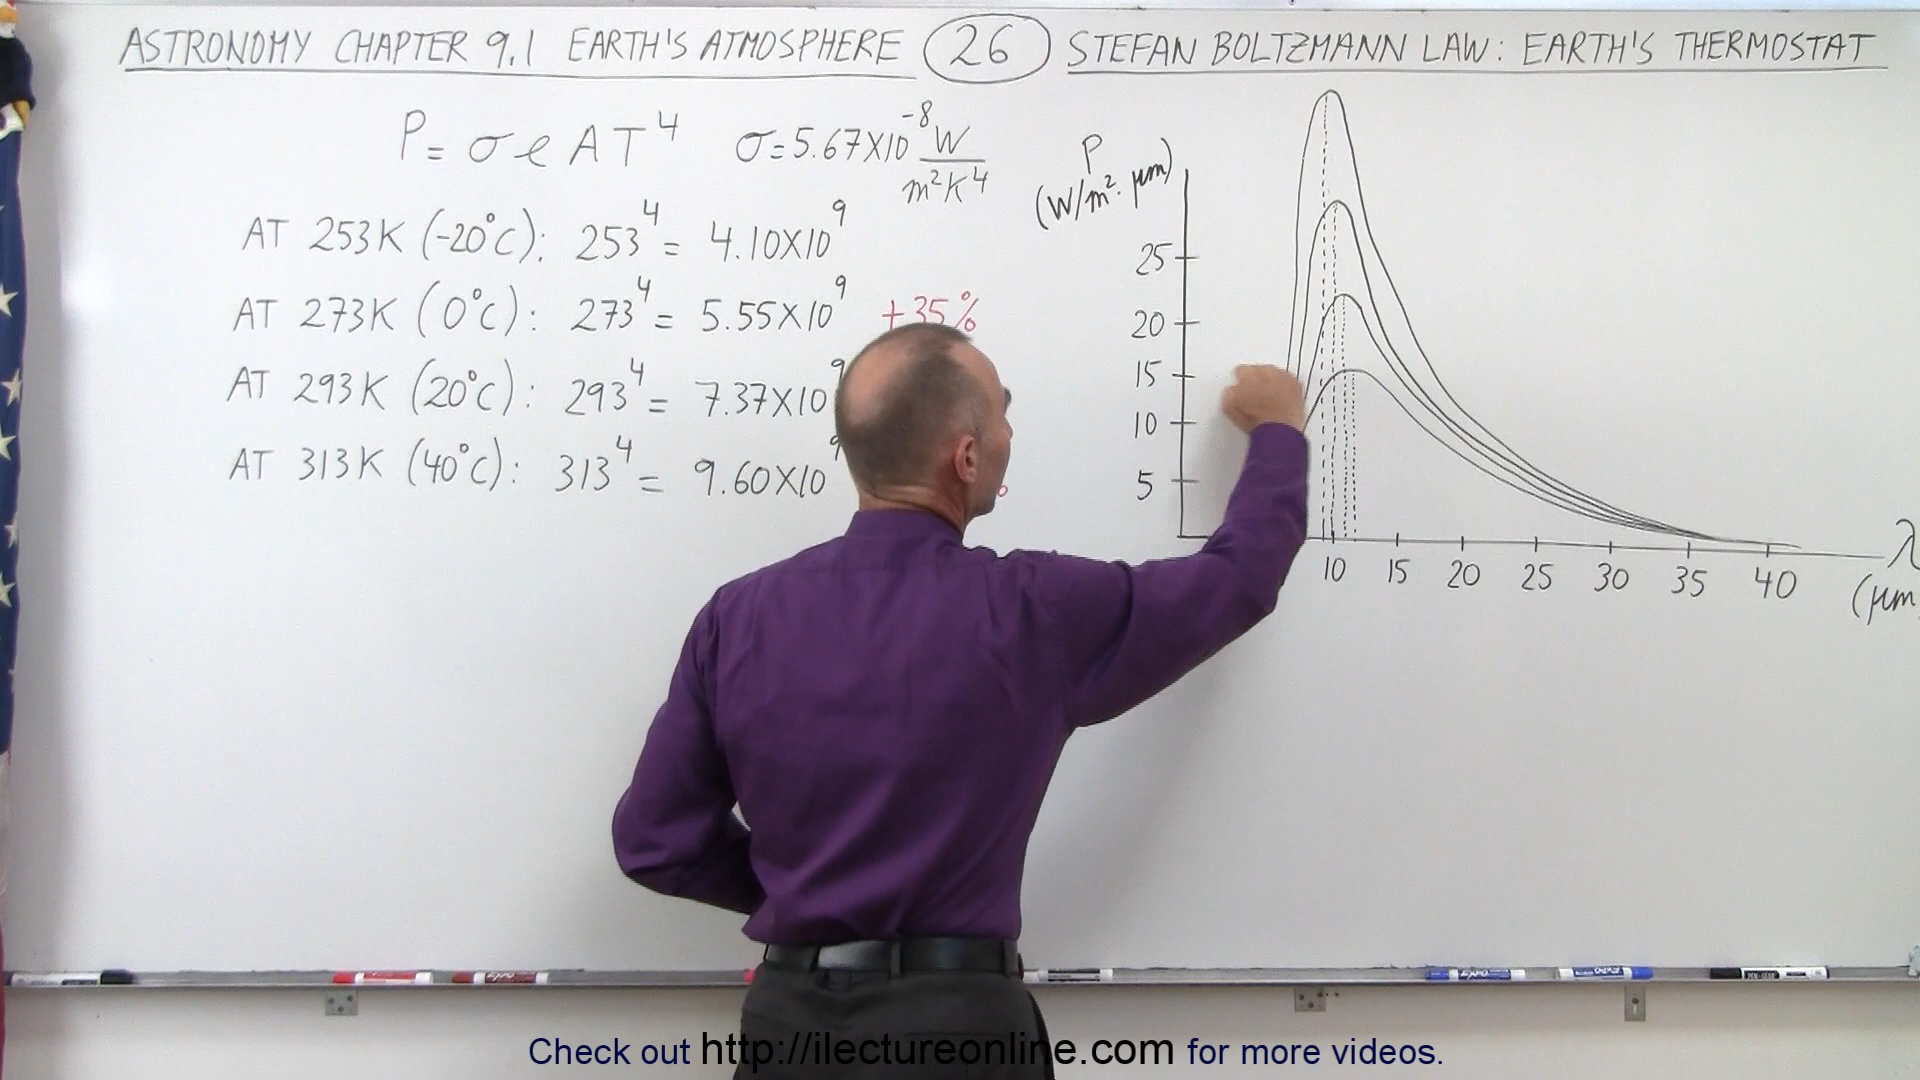 ASTRONOMY CHAPTER 9.1 EARTH'S ATMOSPHERE 26 STEFAN BOLTZMANN LAW: EARTH'S THERMOSTAT
P = σ e A T⁴ σ = 5.67X10⁻⁸ W/m²K⁴
AT 253K (-20°C): 253⁴ = 4.10X10⁹
AT 273K (0°C): 273⁴ = 5.55X10⁹ +35%
AT 293K (20°C): 293⁴ = 7.37X10⁹
AT 313K (40°C): 313⁴ = 9.60X10⁹
P
(W/m²·μm)
25
20
15
10
5
10 15 20 25 30 35 40
λ
(μm
Check out http://ilectureonline.com for more videos.